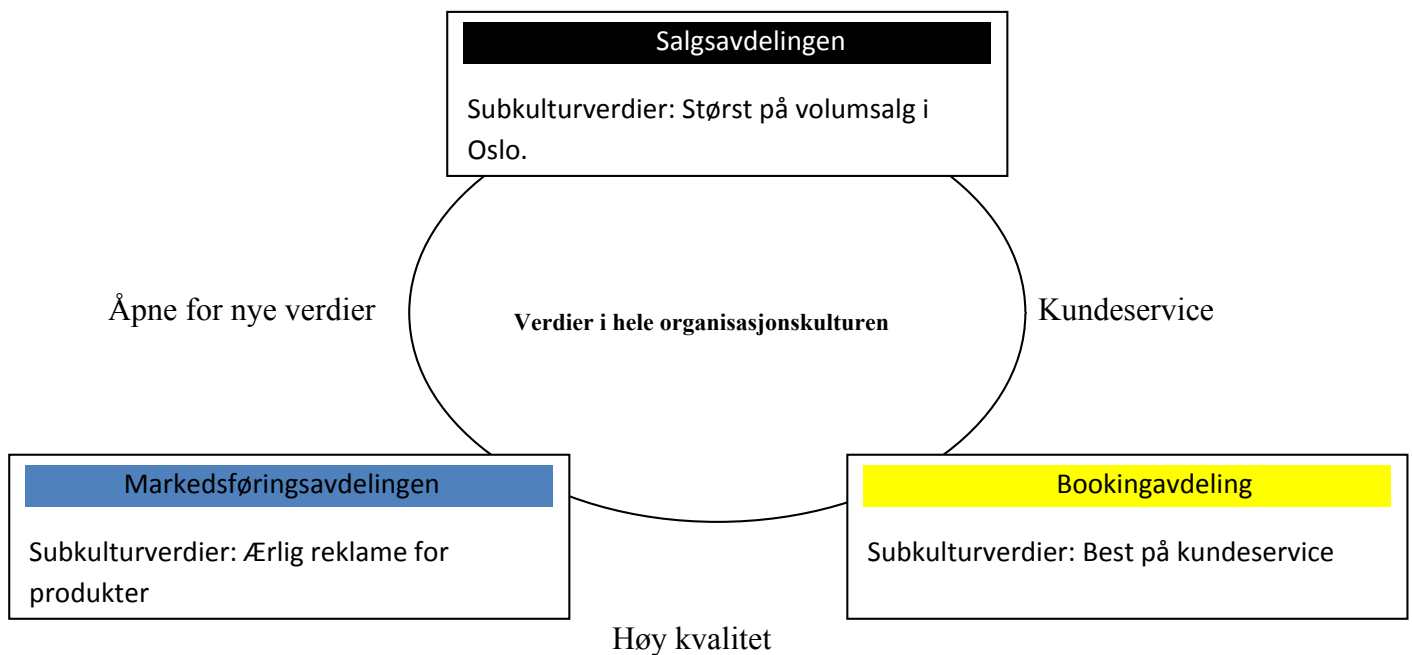 Salgsavdelingen
Subkulturverdier: Størst på volumsalg i
Oslo.
Åpne for nye verdier
Verdier i hele organisasjonskulturen
Kundeservice
Markedsføringsavdelingen
Subkulturverdier: Ærlig reklame for
produkter
Bookingavdeling
Subkulturverdier: Best på kundeservice
Høy kvalitet